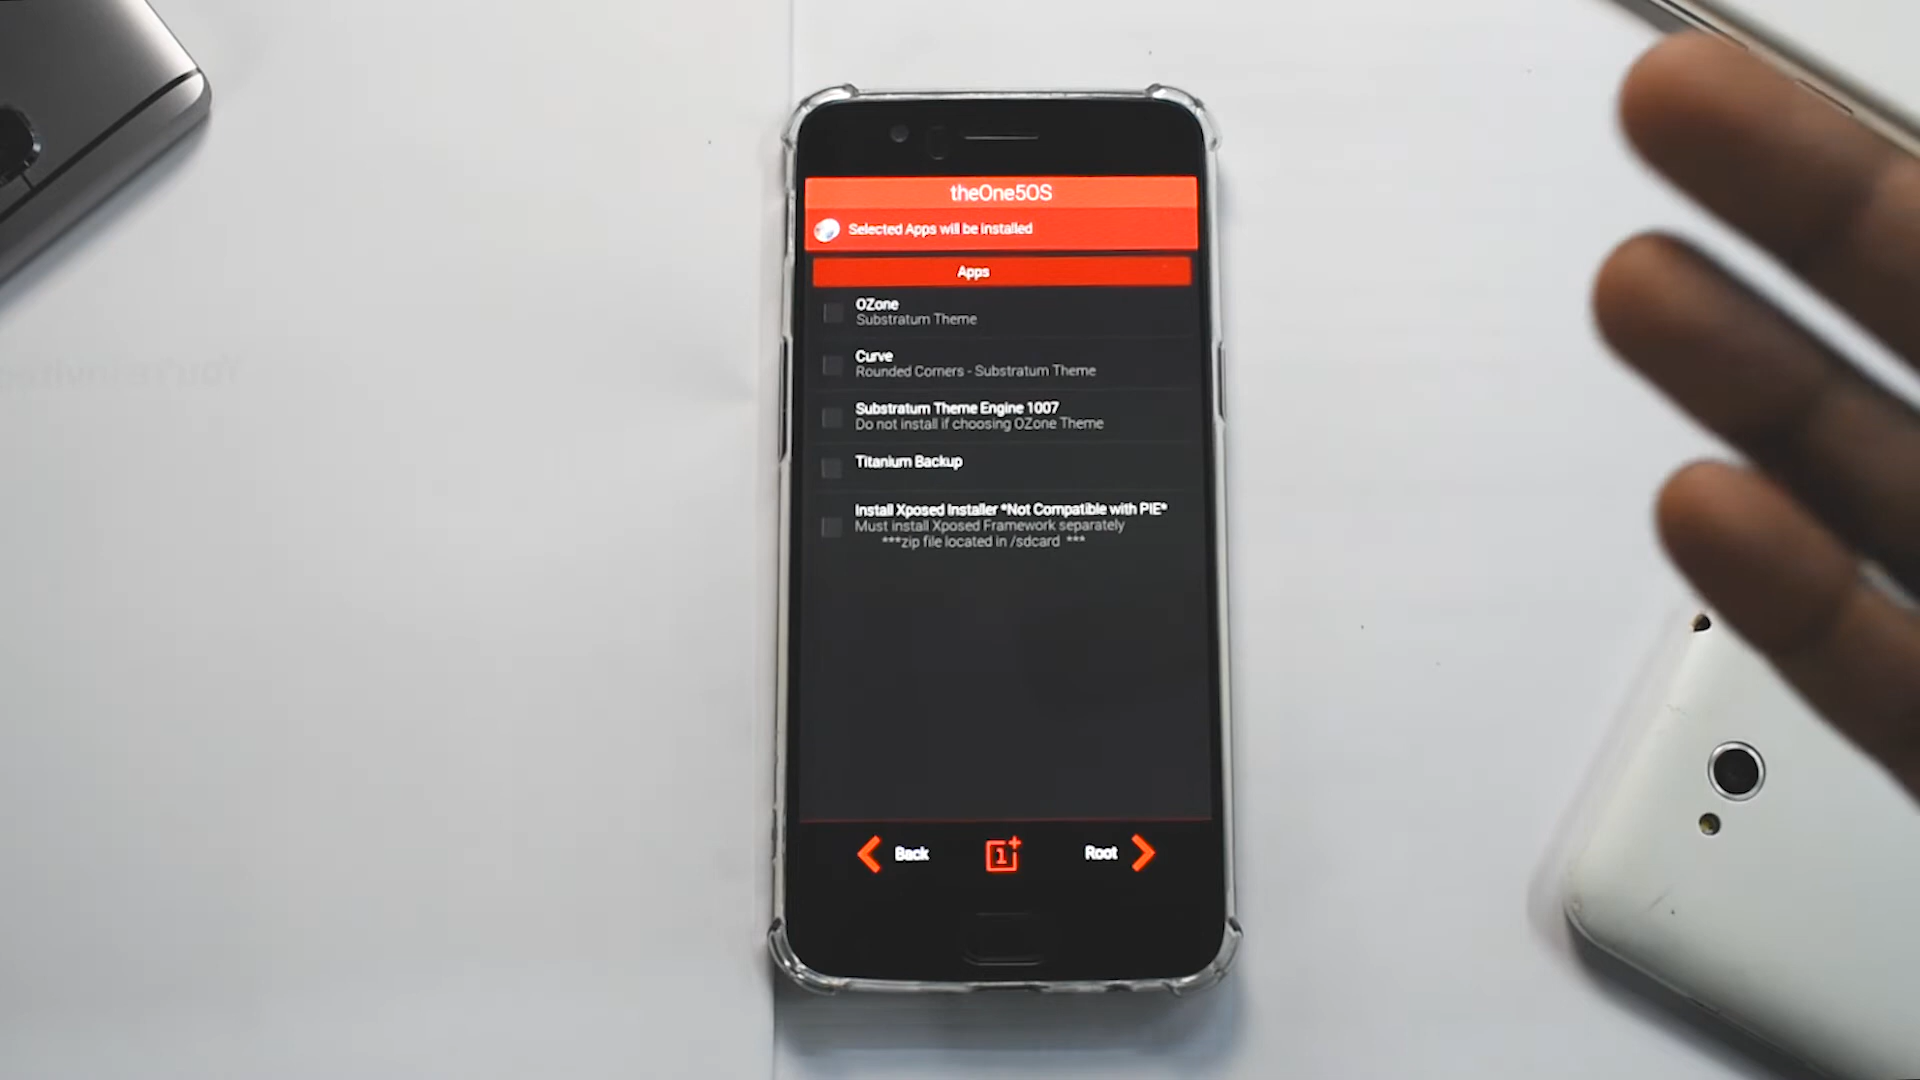 theOne5OS
Selected Apps will be installed
Apps
OZone
Substratum Theme
Curve
Rounded Corners - Substratum Theme
Substratum Theme Engine 1007
Do not install if choosing OZone Theme
Titanium Backup
Install Xposed Installer *Not Compatible with PIE*
Must install Xposed Framework separately
***zip file located in /sdcard ***
Back
1+
Root